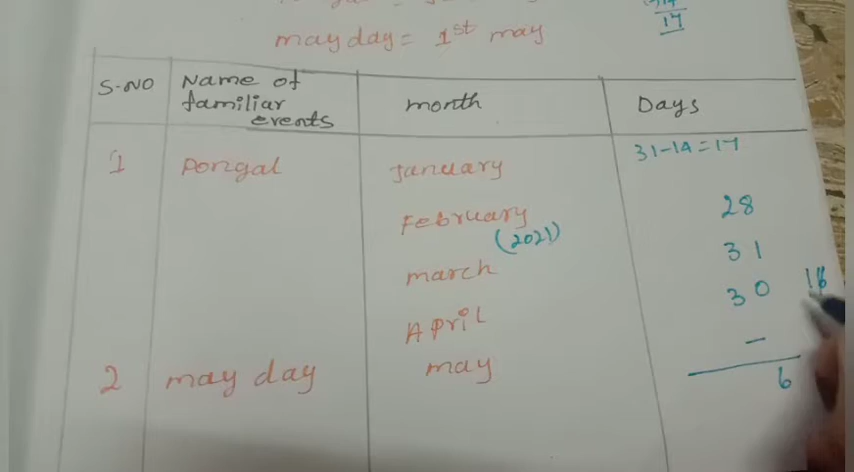 17
may day = 1st may
S.NO Name of familiar events month Days
1 Pongal January 31-14=17
February (2021) 28
march 31
April 30
2 may day may -
6